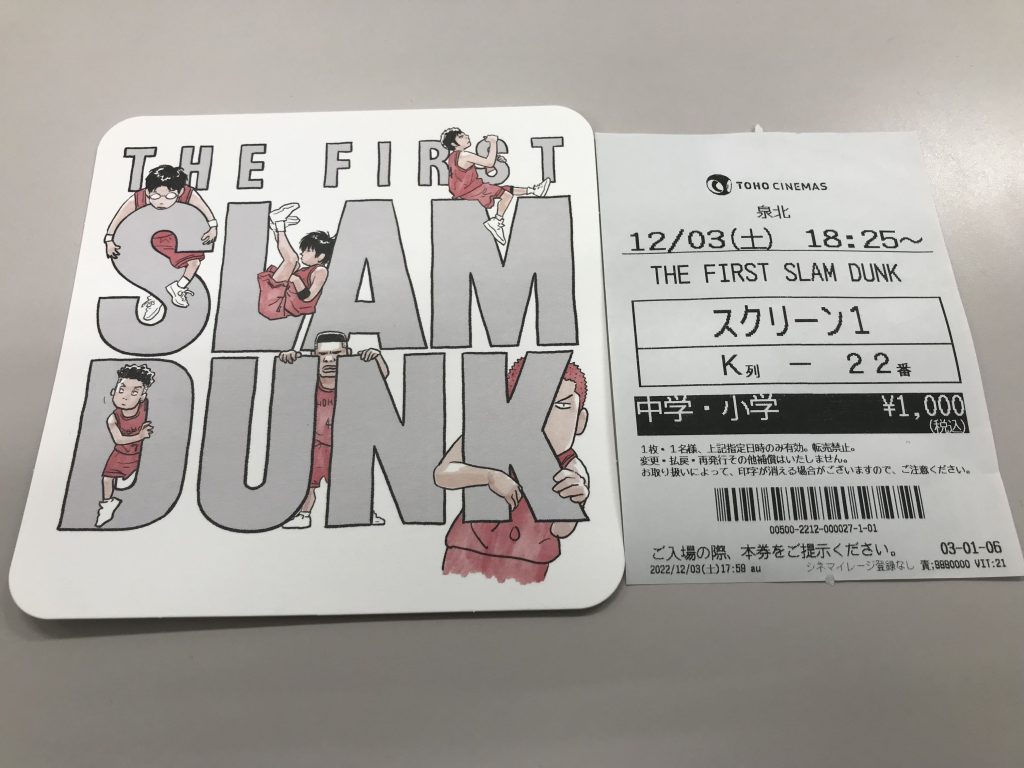 THE FIRST
SLAM
DUNK
TOHO CINEMAS
泉北
12/03(土) 18:25～
THE FIRST SLAM DUNK
スクリーン1
K列 － 22番
中学・小学 ¥1,000
(税込)
1枚・1名様、上記指定日時のみ有効。転売禁止。
変更・払戻・再発行その他補償はいたしません。
お取り扱いによって、印字が消える場合がございますので、ご注意ください。
00500-2212-000027-1-01
ご入場の際、本券をご提示ください。 03-01-06
2022/12/03(土)17:59 au シネマイレージ登録なし 責:9990000 VIT:21